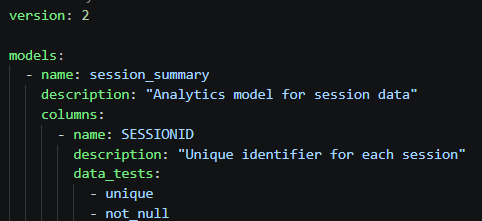 version: 2
models:
- name: session_summary
description: "Analytics model for session data"
columns:
- name: SESSIONID
description: "Unique identifier for each session"
data_tests:
- unique
- not_null